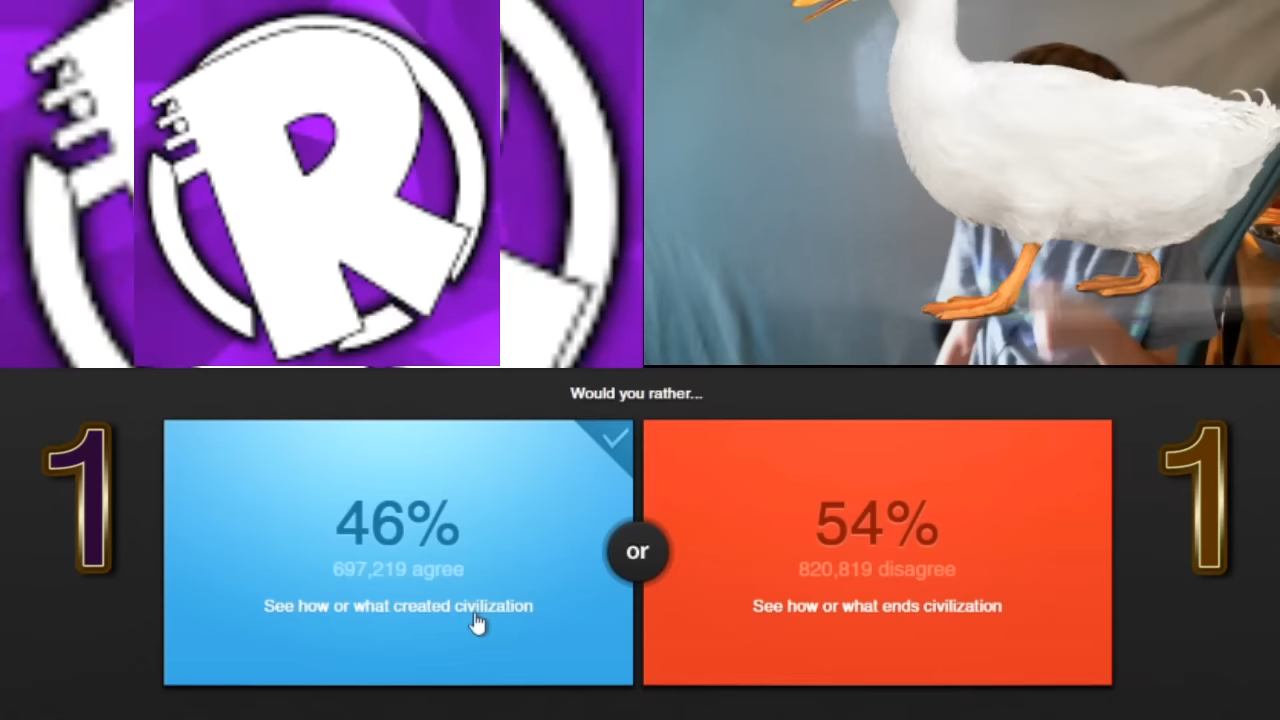 R
Would you rather...
1
46%
697,219 agree
See how or what created civilization
or
54%
820,819 disagree
See how or what ends civilization
1